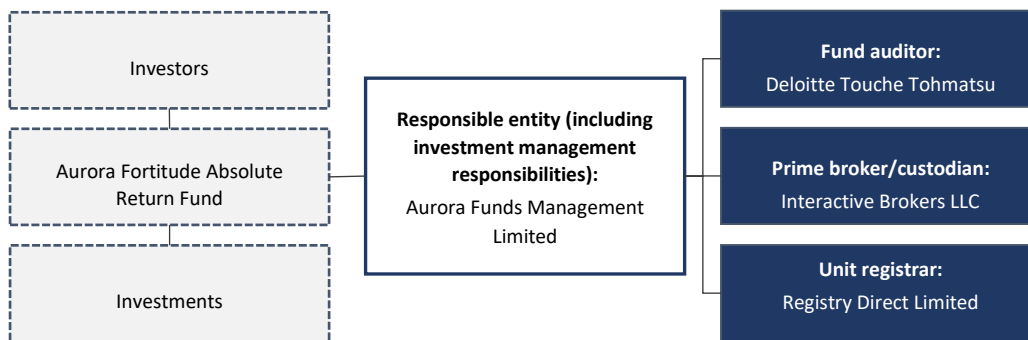 Investors
Aurora Fortitude Absolute
Return Fund
Investments
Responsible entity (including
investment management
responsibilities):
Aurora Funds Management
Limited
Fund auditor:
Deloitte Touche Tohmatsu
Prime broker/custodian:
Interactive Brokers LLC
Unit registrar:
Registry Direct Limited